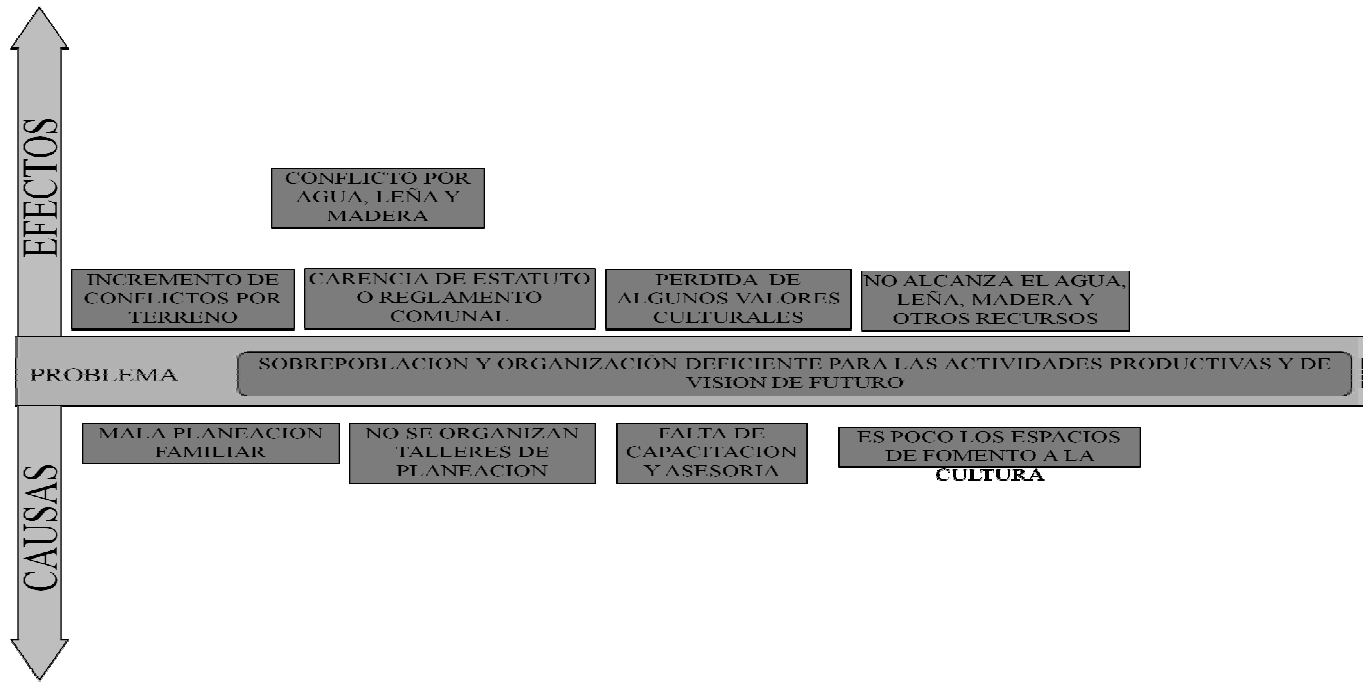 EFECTOS
CONFLICTO POR
AGUA, LEÑA Y
MADERA
INCREMENTO DE
CONFLICTOS POR
TERRENO
CARENCIA DE ESTATUTO
O REGLAMENTO
COMUNAL
PERDIDA DE
ALGUNOS VALORES
CULTURALES
NO ALCANZA EL AGUA,
LEÑA, MADERA Y
OTROS RECURSOS
PROBLEMA
SOBREPOBLACION Y ORGANIZACIÓN DEFICIENTE PARA LAS ACTIVIDADES PRODUCTIVAS Y DE
VISION DE FUTURO
CAUSAS
MALA PLANEACION
FAMILIAR
NO SE ORGANIZAN
TALLERES DE
PLANEACION
FALTA DE
CAPACITACION
Y ASESORIA
ES POCO LOS ESPACIOS
DE FOMENTO A LA
CULTURA